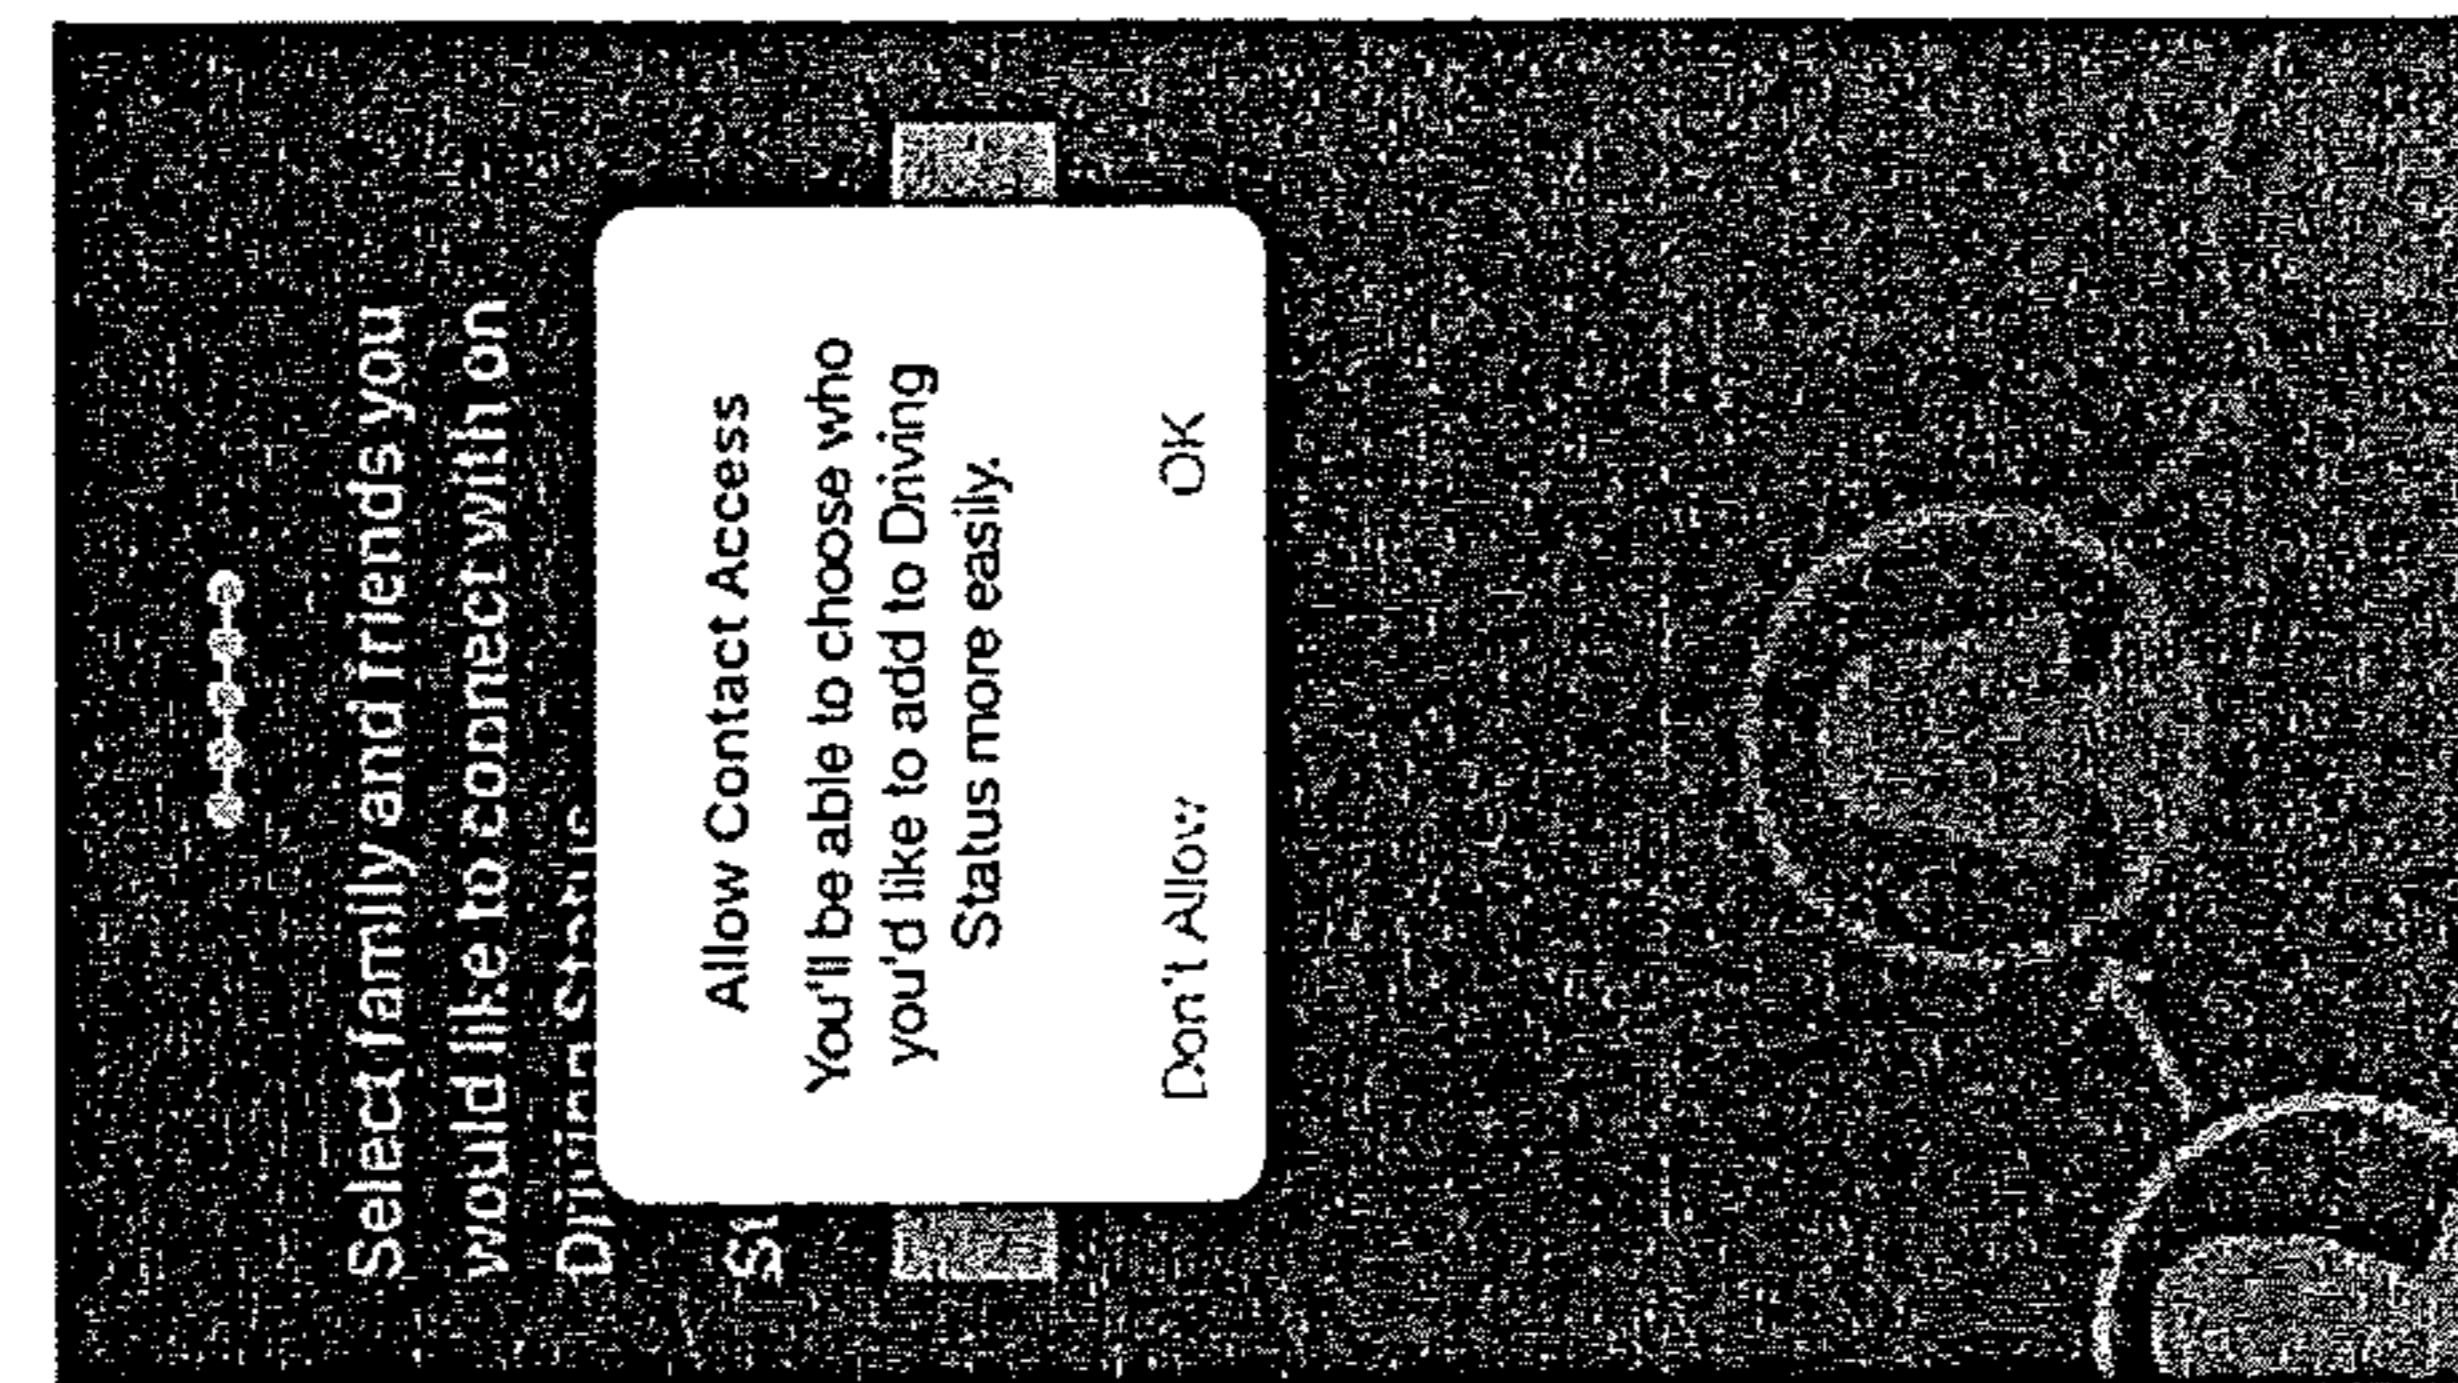 Select family and friends you
would like to connect with on
Driving
Allow Contact Access
You'll be able to choose who
you'd like to add to Driving
Status more easily.
Don't Allow
OK